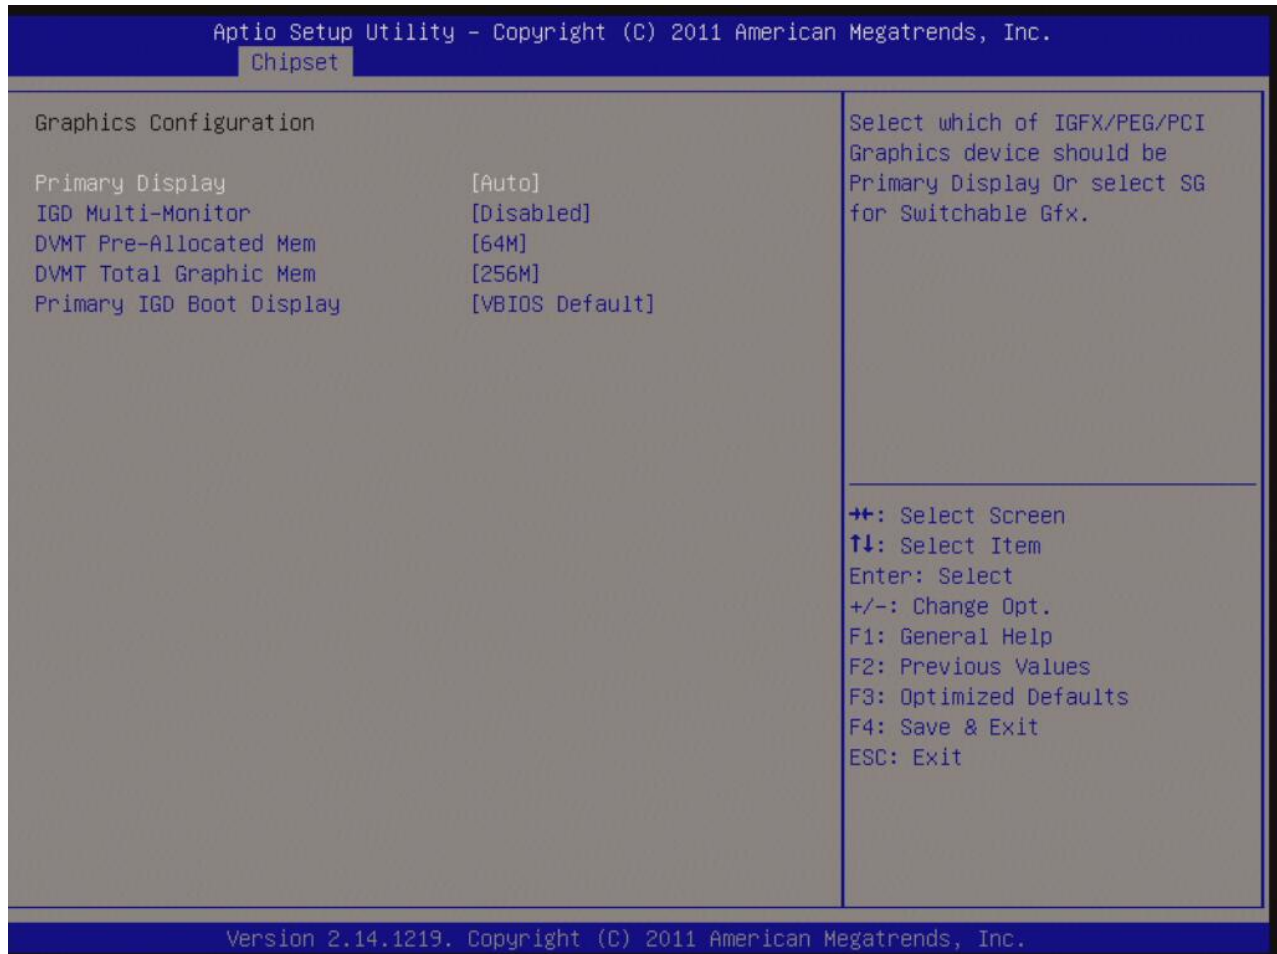 Aptio Setup Utility – Copyright (C) 2011 American Megatrends, Inc.
Chipset
Graphics Configuration
Primary Display [Auto]
IGD Multi-Monitor [Disabled]
DVMT Pre-Allocated Mem [64M]
DVMT Total Graphic Mem [256M]
Primary IGD Boot Display [VBIOS Default]
Select which of IGFX/PEG/PCI
Graphics device should be
Primary Display Or select SG
for Switchable Gfx.
→←: Select Screen
↑↓: Select Item
Enter: Select
+/-: Change Opt.
F1: General Help
F2: Previous Values
F3: Optimized Defaults
F4: Save & Exit
ESC: Exit
Version 2.14.1219. Copyright (C) 2011 American Megatrends, Inc.